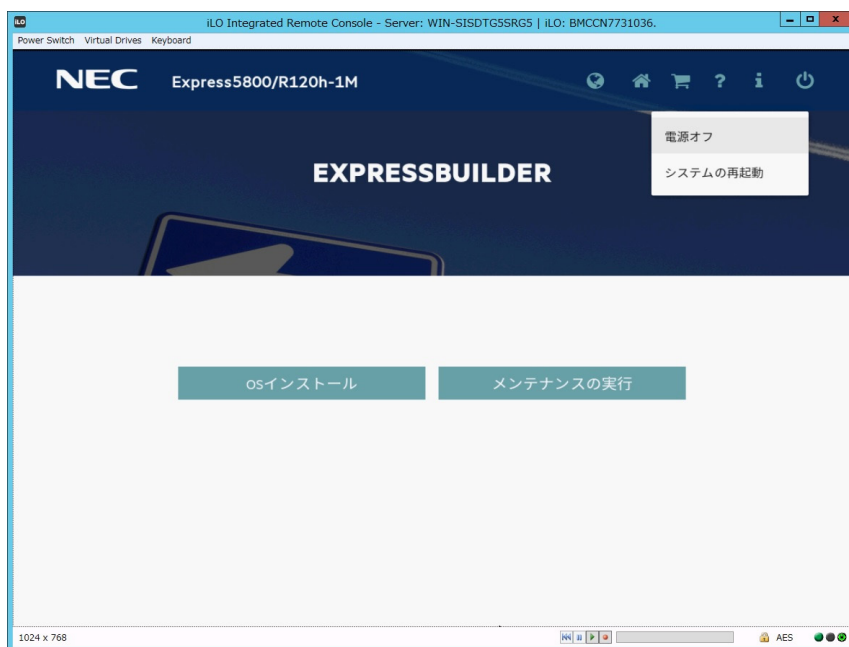 iLO
iLO Integrated Remote Console - Server: WIN-SISDTG5SRG5 | iLO: BMCCN7731036.
Power Switch Virtual Drives Keyboard
NEC Express5800/R120h-1M
電源オフ
システムの再起動
EXPRESSBUILDER
OSインストール メンテナンスの実行
1024 x 768 AES